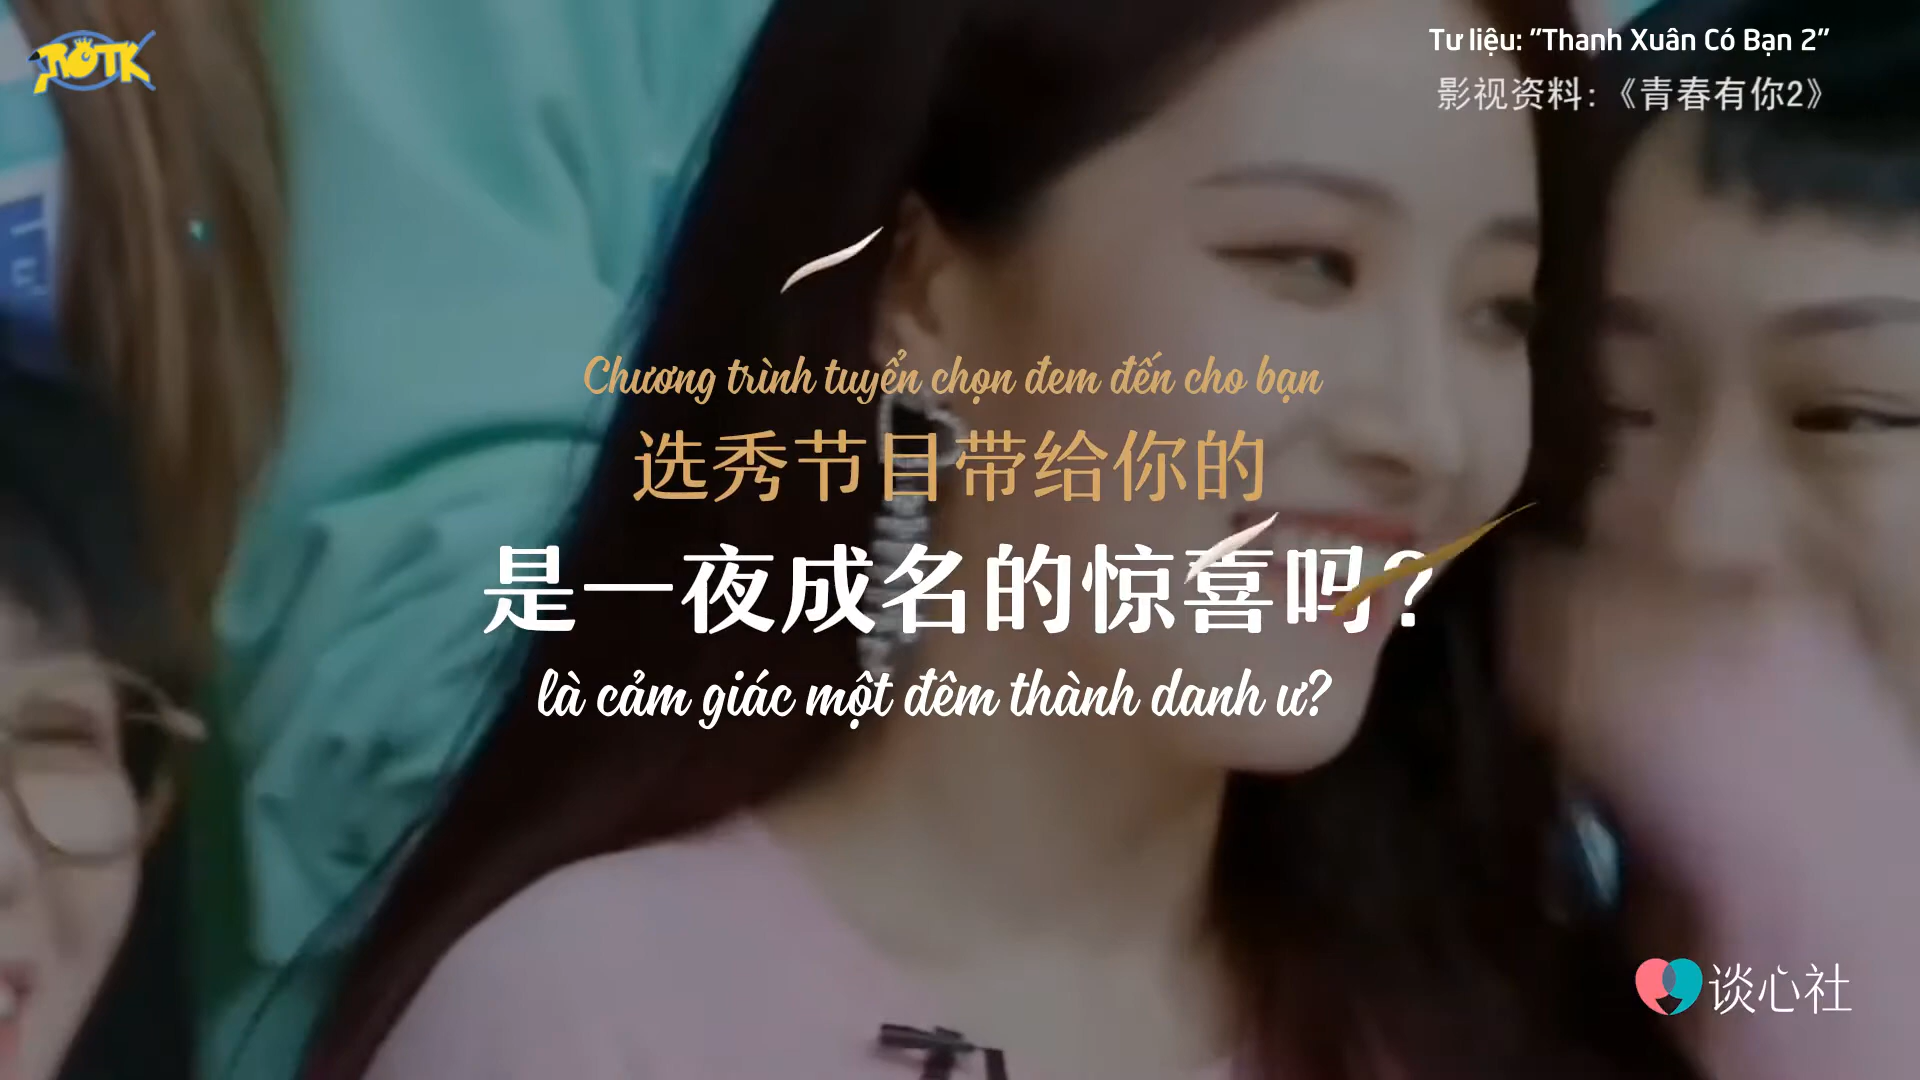 ROTK
Tư liệu: "Thanh Xuân Có Bạn 2"
影视资料：《青春有你2》
Chương trình tuyển chọn đem đến cho bạn
选秀节目带给你的
是一夜成名的惊喜吗？
là cảm giác một đêm thành danh ư?
谈心社